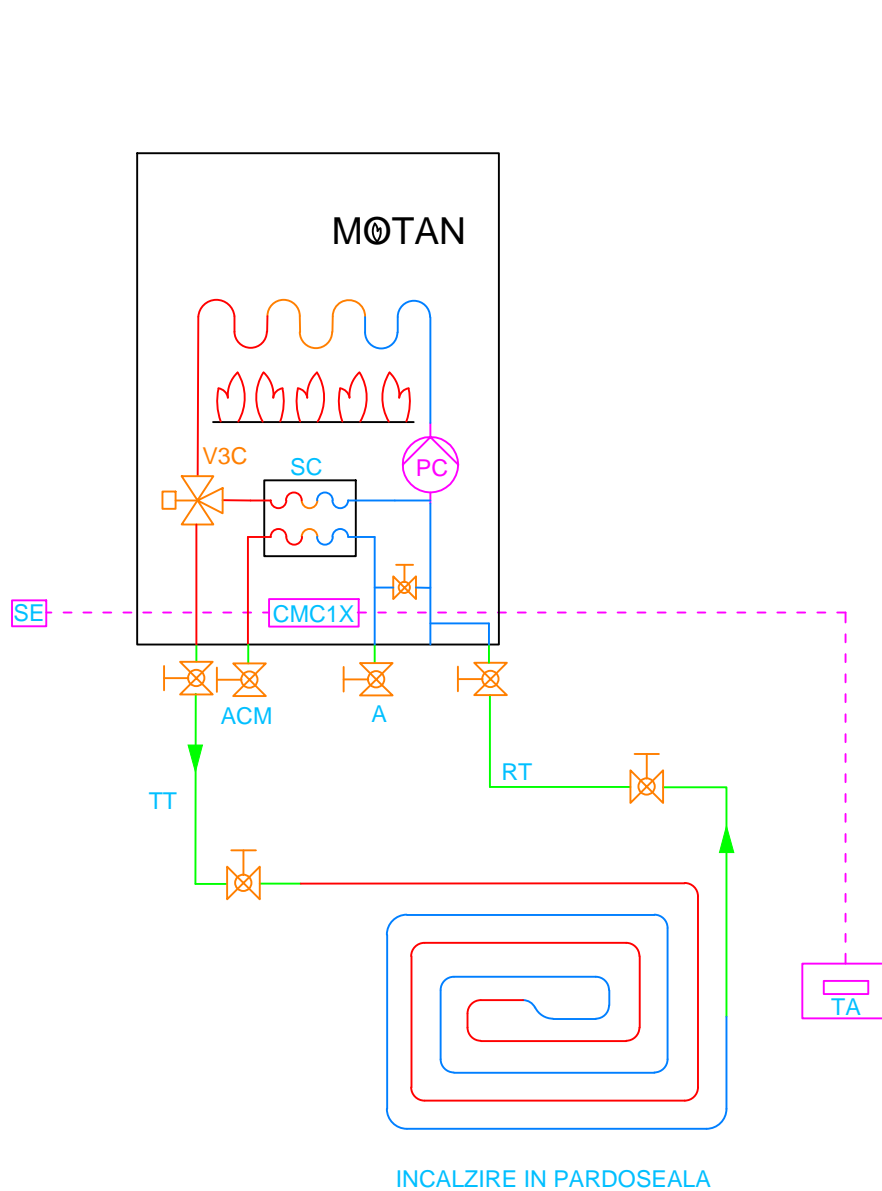 MOTAN
V3C
SC
PC
SE
CMC1X
ACM
A
RT
TT
TA
INCALZIRE IN PARDOSEALA